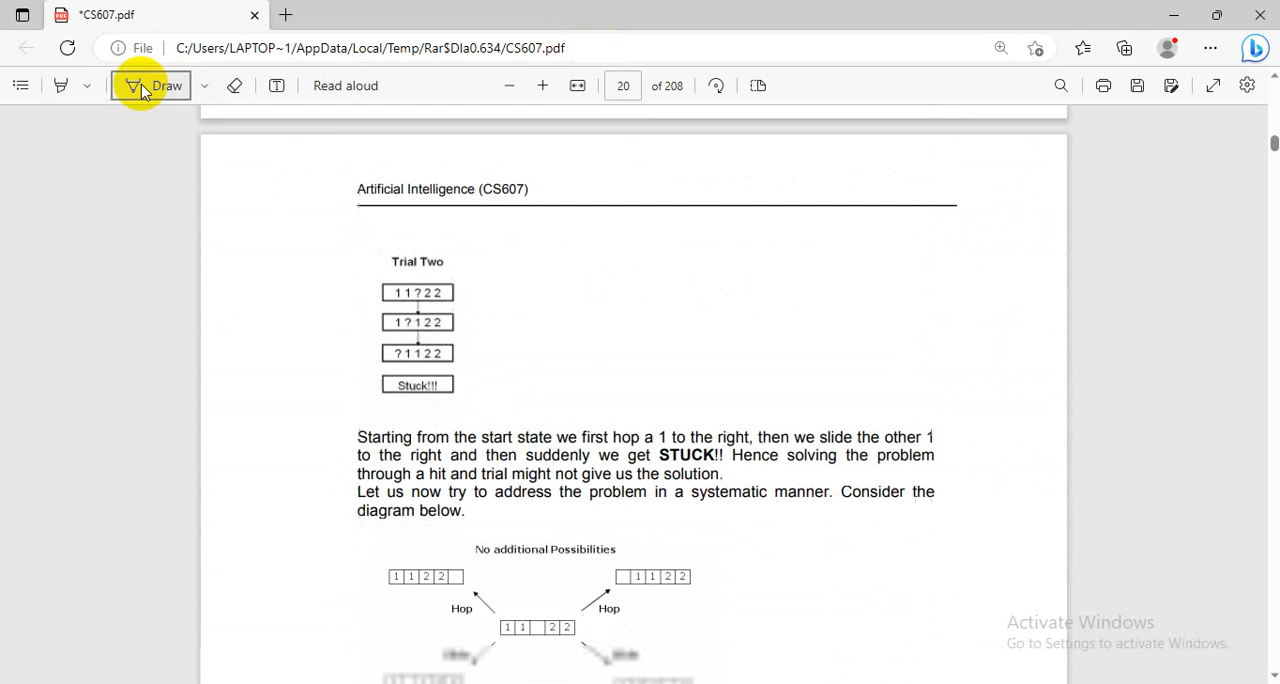 *CS607.pdf
File
C:/Users/LAPTOP~1/AppData/Local/Temp/Rar$DIa0.634/CS607.pdf
Draw
Read aloud
20
of 208
Artificial Intelligence (CS607)
Trial Two
1 1 ? 2 2
1 ? 1 2 2
? 1 1 2 2
Stuck!!!
Starting from the start state we first hop a 1 to the right, then we slide the other 1
to the right and then suddenly we get STUCK!! Hence solving the problem
through a hit and trial might not give us the solution.
Let us now try to address the problem in a systematic manner. Consider the
diagram below.
No additional Possibilities
1 1 2 2
1 1 2 2
Hop
Hop
1 1 2 2
Activate Windows
Go to Settings to activate Windows.